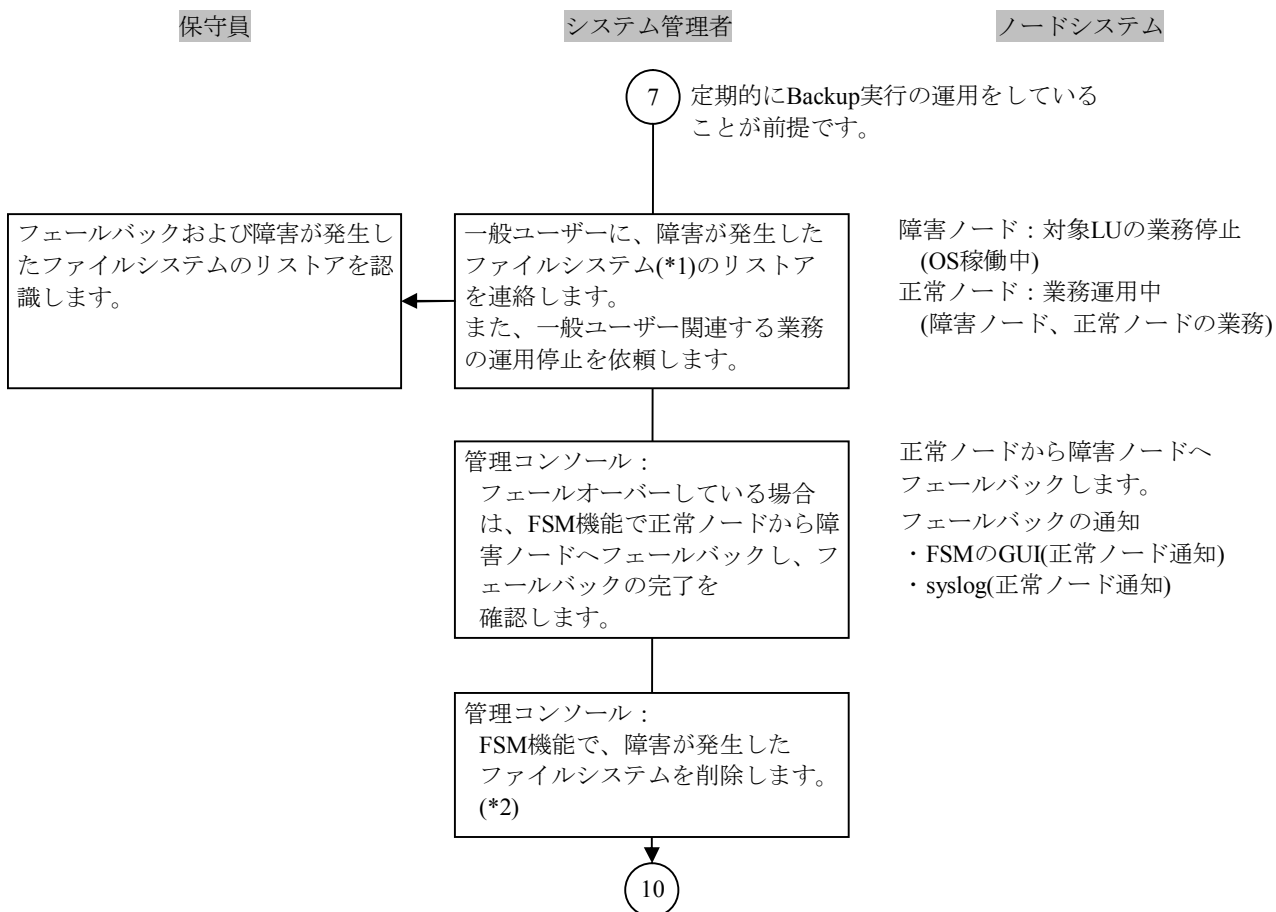 保守員
システム管理者
ノードシステム
7
定期的にBackup実行の運用をしている
ことが前提です。
フェールバックおよび障害が発生し
たファイルシステムのリストアを認
識します。
一般ユーザーに、障害が発生した
ファイルシステム(*1)のリストア
を連絡します。
また、一般ユーザー関連する業務
の運用停止を依頼します。
障害ノード：対象LUの業務停止
(OS稼働中)
正常ノード：業務運用中
(障害ノード、正常ノードの業務)
管理コンソール：
フェールオーバーしている場合
は、FSM機能で正常ノードから障
害ノードへフェールバックし、フ
ェールバックの完了を
確認します。
正常ノードから障害ノードへ
フェールバックします。
フェールバックの通知
・FSMのGUI(正常ノード通知)
・syslog(正常ノード通知)
管理コンソール：
FSM機能で、障害が発生した
ファイルシステムを削除します。
(*2)
10